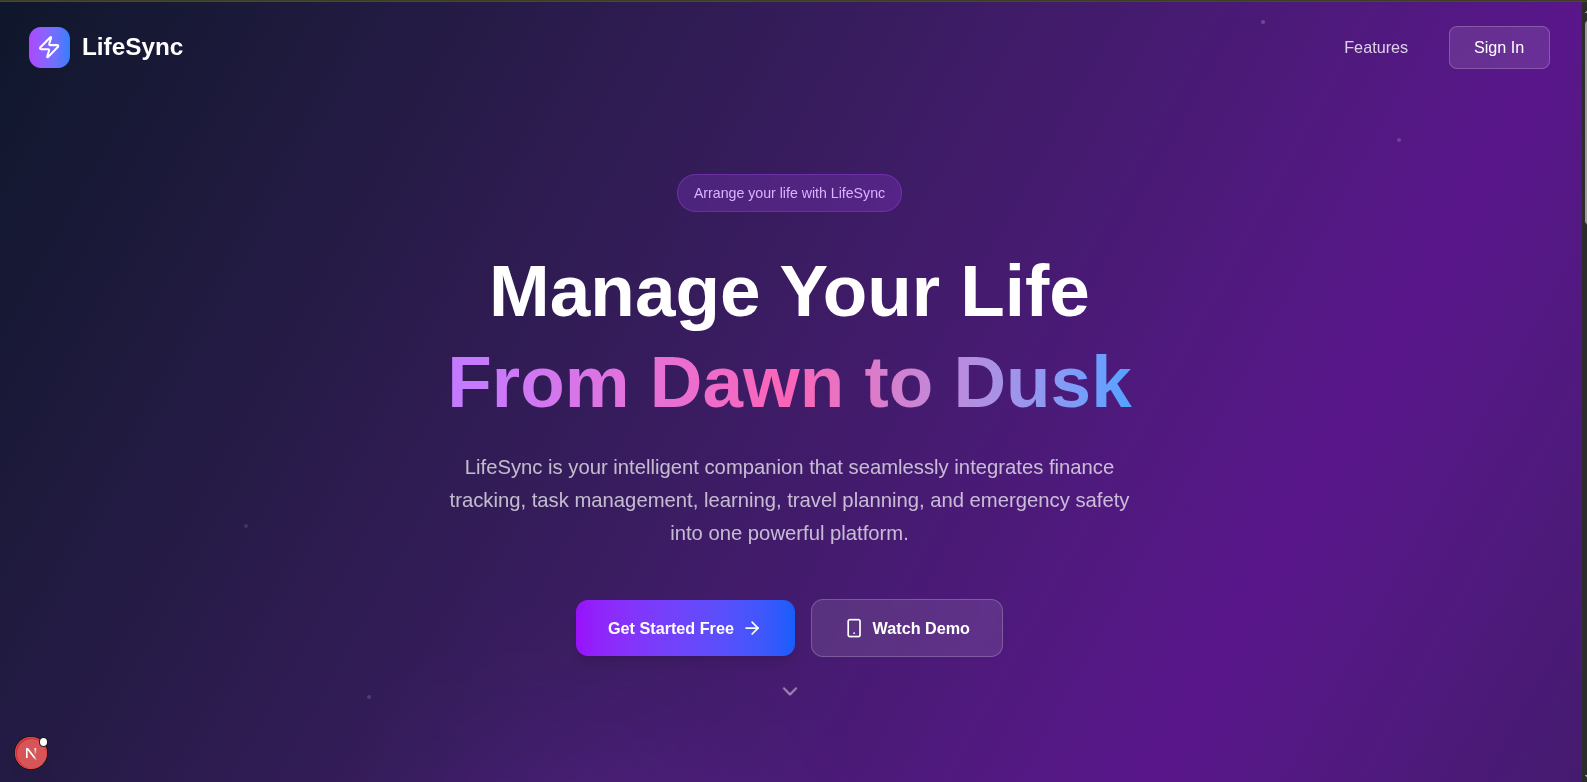 LifeSync
Features
Sign In
Arrange your life with LifeSync
Manage Your Life
From Dawn to Dusk
LifeSync is your intelligent companion that seamlessly integrates finance
tracking, task management, learning, travel planning, and emergency safety
into one powerful platform.
Get Started Free
Watch Demo
N